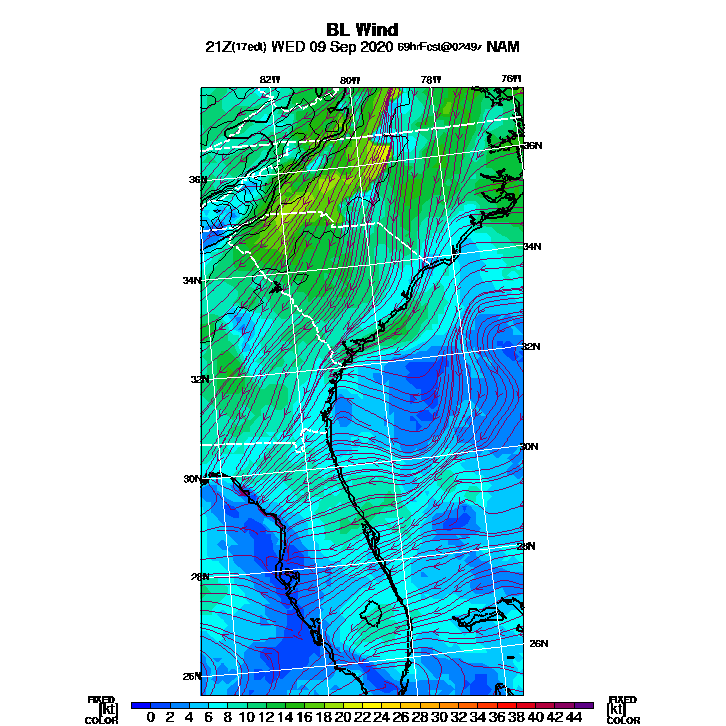 BL Wind
21Z(17edt) WED 09 Sep 2020 69hrFcst@0249z NAM
82W 80W 78W 76W
36N 36N
34N 34N
32N 32N
30N 30N
28N 28N
26N 26N
FIXED FIXED
[kt] 0 2 4 6 8 10 12 14 16 18 20 22 24 26 28 30 32 34 36 38 40 42 44 [kt]
COLOR COLOR